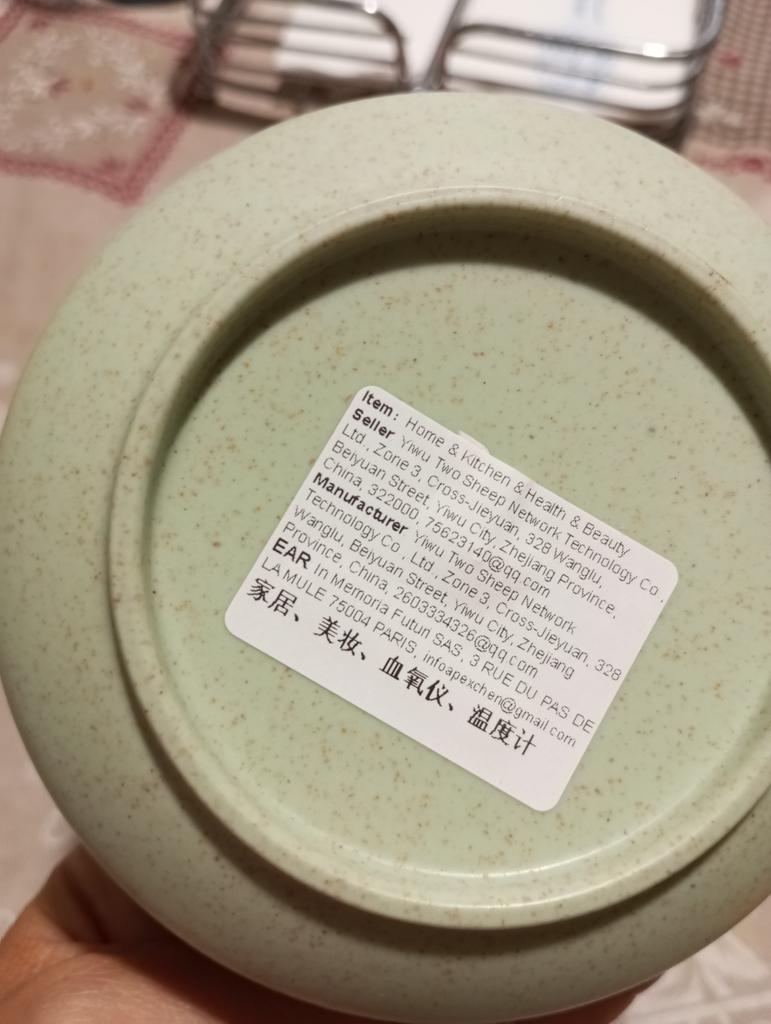 Item: Home & Kitchen & Health & Beauty
Seller Yiwu Two Sheep Network Technology Co.,
Ltd, Zone 3, Cross-Jieyuan, 328 Wanglu,
Beiyuan Street, Yiwu City, Zhejiang Province,
China, 322000, 75623140@qq.com
Manufacturer Yiwu Two Sheep Network
Technology Co., Ltd, Zone 3, Cross-Jieyuan, 328
Wanglu, Beiyuan Street, Yiwu City, Zhejiang
Province, China, 2603334326@qq.com
EAR In Memoria Futuri SAS, 3 RUE DU PAS DE
LA MULE 75004 PARIS, infoapexchen@gmail.com
家居、美妆、血氧仪、温度计